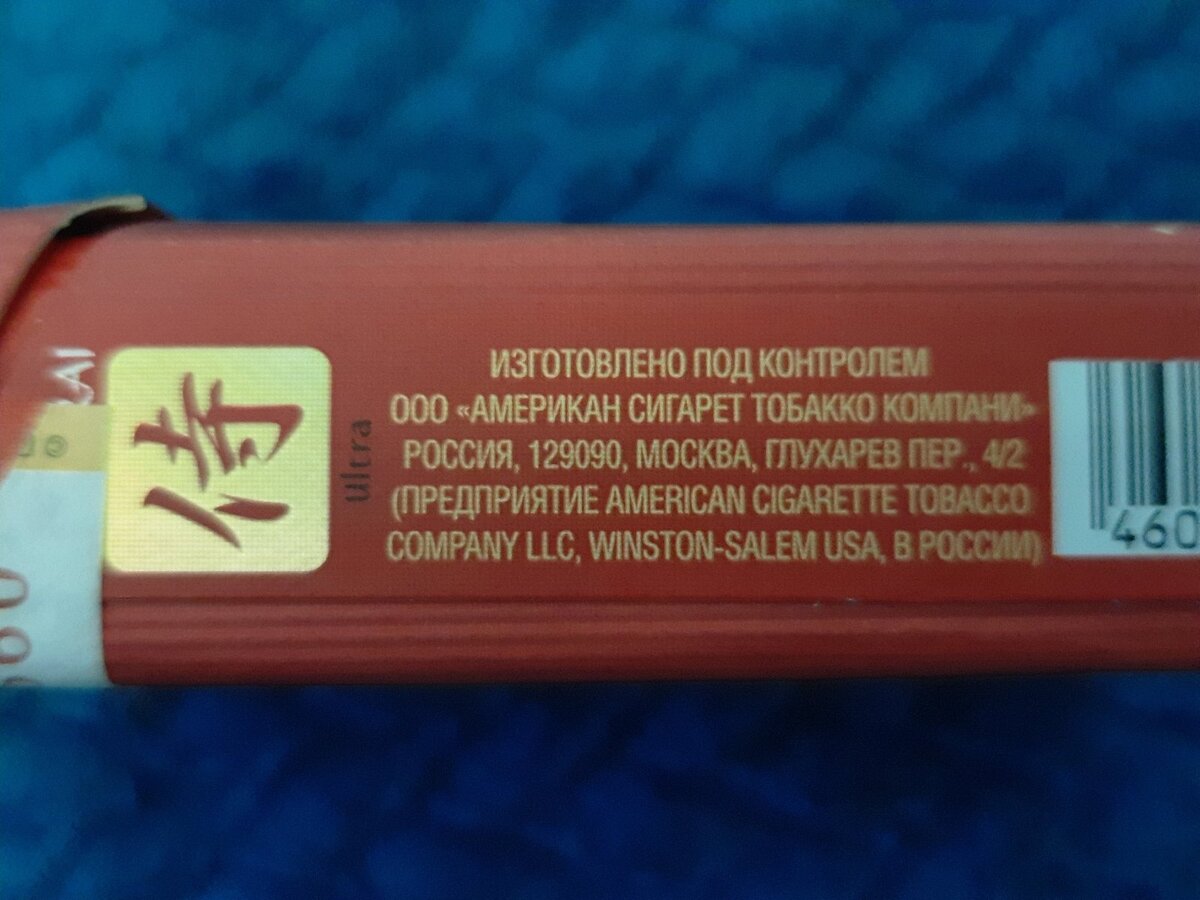 侍
ultra
ИЗГОТОВЛЕНО ПОД КОНТРОЛЕМ
ООО «АМЕРИКАН СИГАРЕТ ТОБАККО КОМПАНИ»
РОССИЯ, 129090, МОСКВА, ГЛУХАРЕВ ПЕР., 4/2
(ПРЕДПРИЯТИЕ AMERICAN CIGARETTE TOBACCO
COMPANY LLC, WINSTON-SALEM USA, В РОССИИ)
460